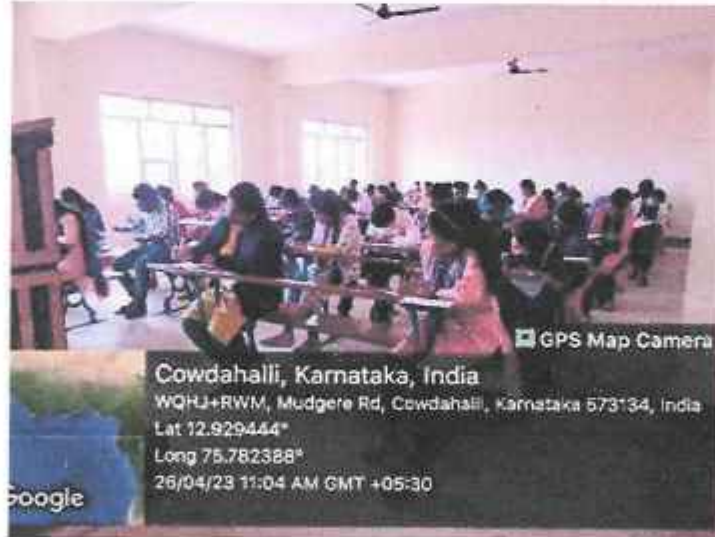 GPS Map Camera
Cowdahalli, Karnataka, India
WQHJ+RWM, Mudgere Rd, Cowdahalli, Karnataka 573134, India
Lat 12.929444°
Long 75.782388°
26/04/23 11:04 AM GMT +05:30
Google